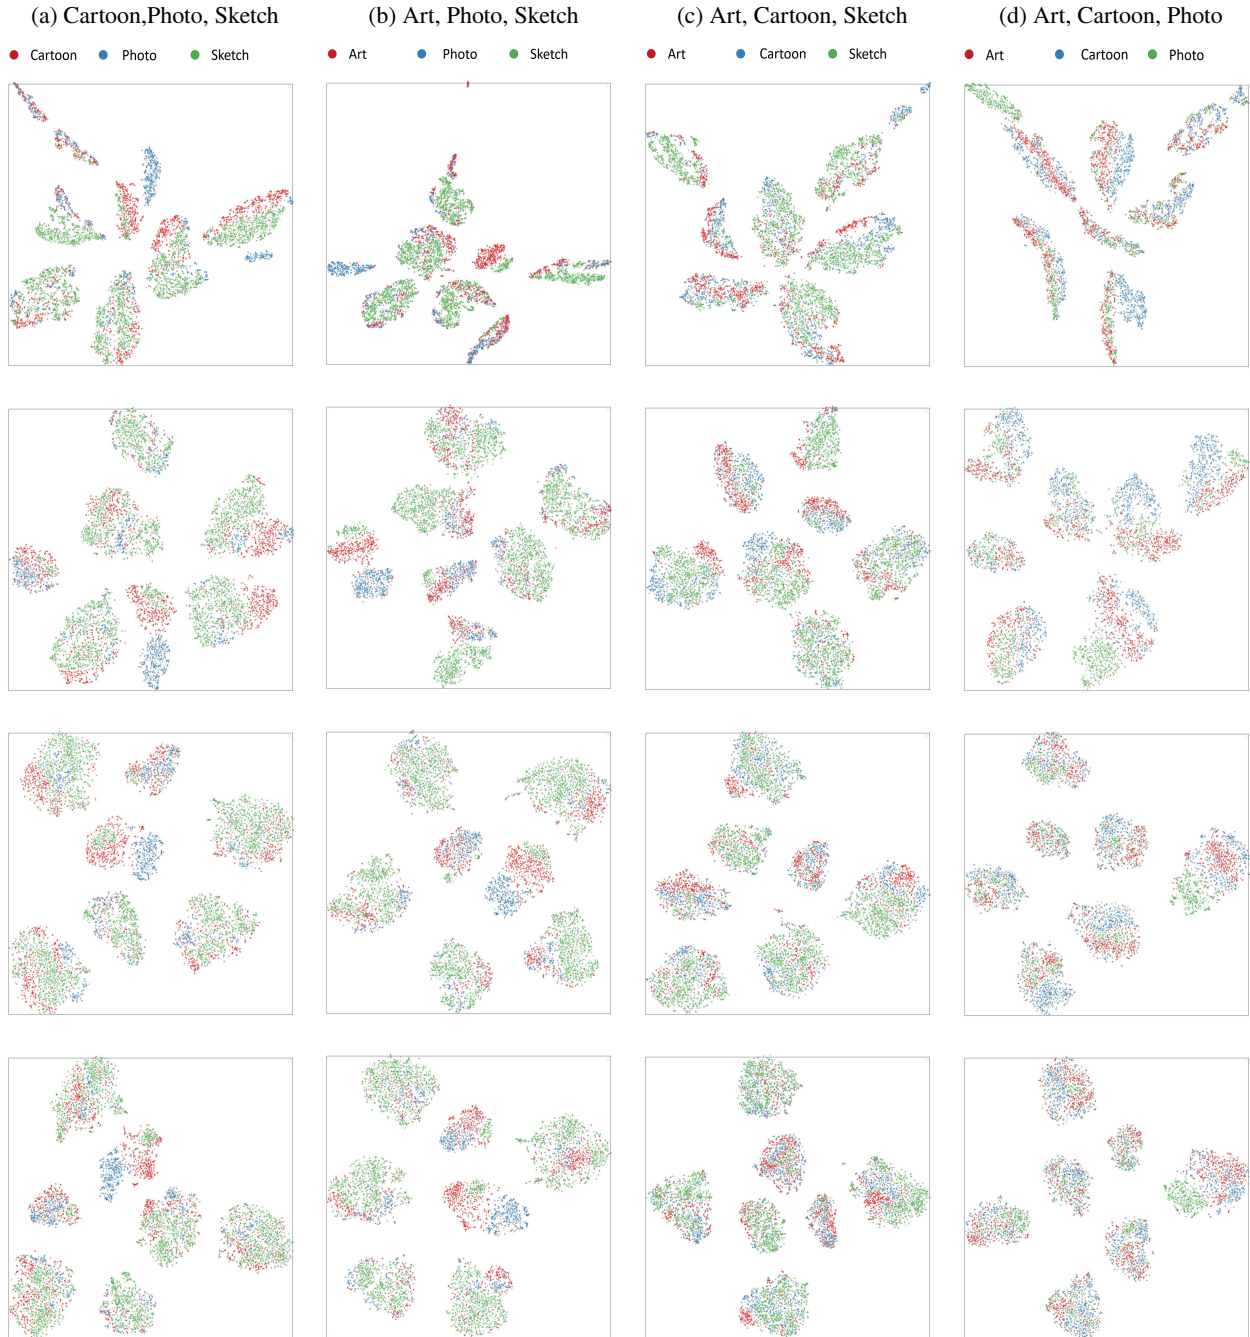 (a) Cartoon,Photo, Sketch
(b) Art, Photo, Sketch
(c) Art, Cartoon, Sketch
(d) Art, Cartoon, Photo
Cartoon Photo Sketch
Art Photo Sketch
Art Cartoon Sketch
Art Cartoon Photo